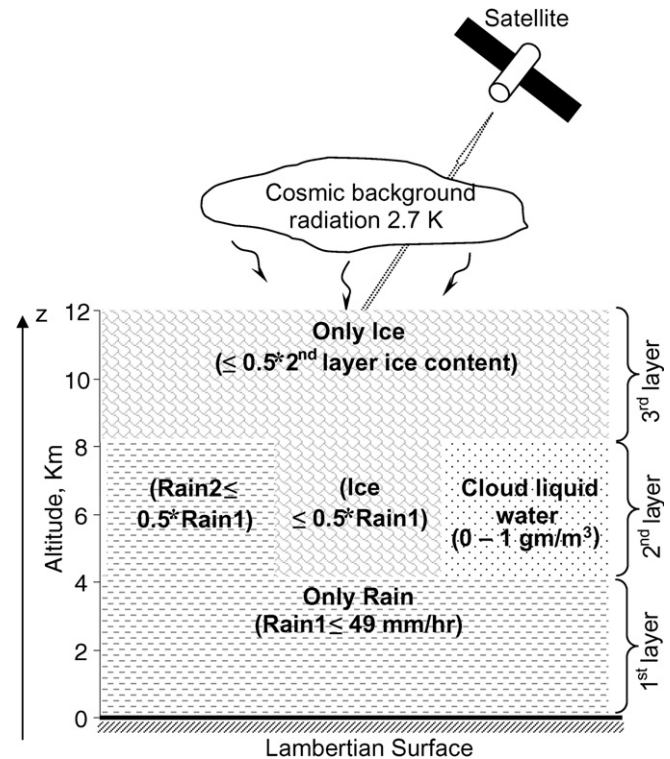 Satellite
Cosmic background
radiation 2.7 K
z
12
10
8
6
4
2
0
Altitude, Km
Only Ice
(≤ 0.5*2nd layer ice content)
(Rain2≤
0.5*Rain1)
(Ice
≤ 0.5*Rain1)
Cloud liquid
water
(0 – 1 gm/m³)
Only Rain
(Rain1≤ 49 mm/hr)
3rd layer
2nd layer
1st layer
Lambertian Surface